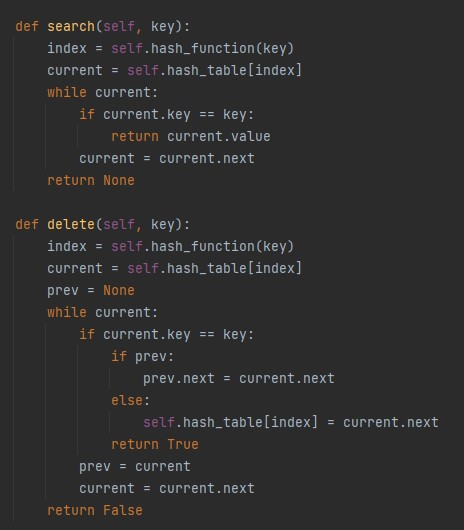 def search(self, key):
    index = self.hash_function(key)
    current = self.hash_table[index]
    while current:
        if current.key == key:
            return current.value
        current = current.next
    return None

def delete(self, key):
    index = self.hash_function(key)
    current = self.hash_table[index]
    prev = None
    while current:
        if current.key == key:
            if prev:
                prev.next = current.next
            else:
                self.hash_table[index] = current.next
            return True
        prev = current
        current = current.next
    return False